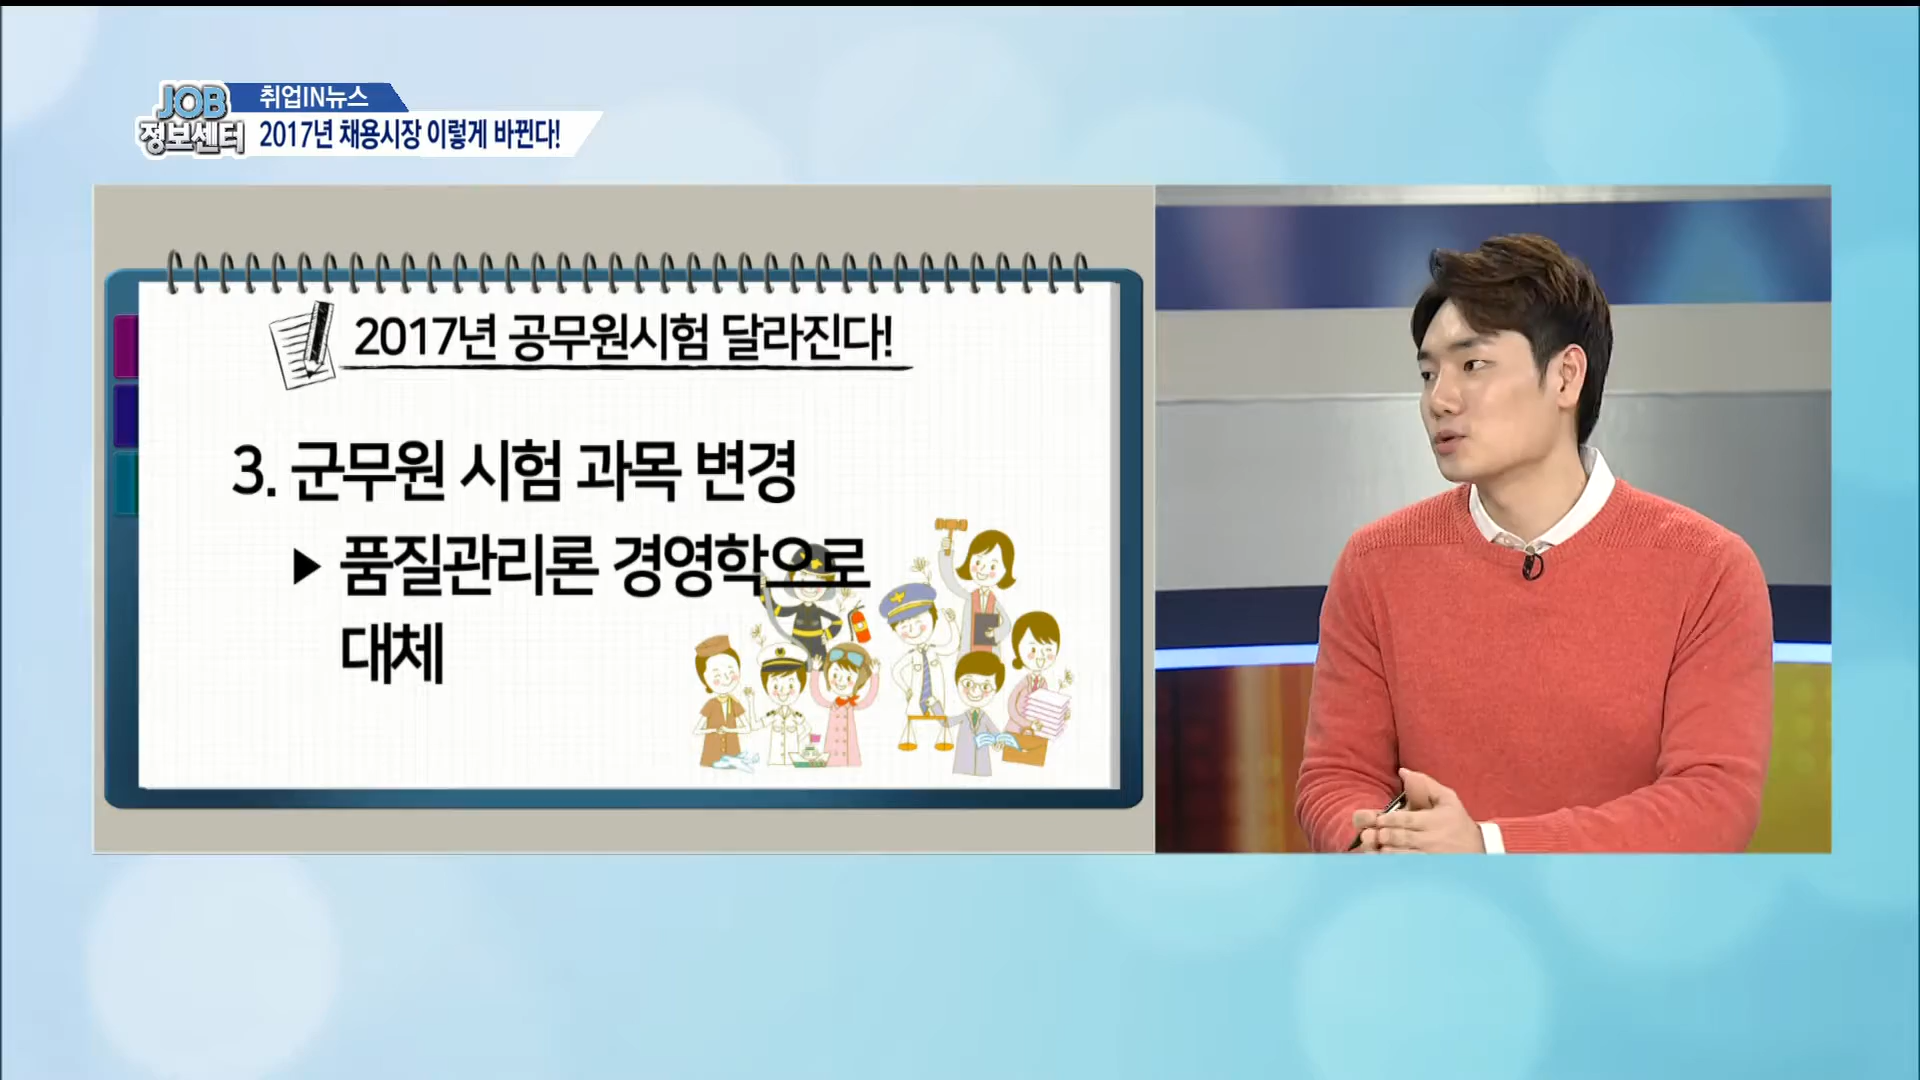 JOB
정보센터
취업IN뉴스
2017년 채용시장 이렇게 바뀐다!
2017년 공무원시험 달라진다!
3. 군무원 시험 과목 변경
▶ 품질관리론 경영학으로
대체